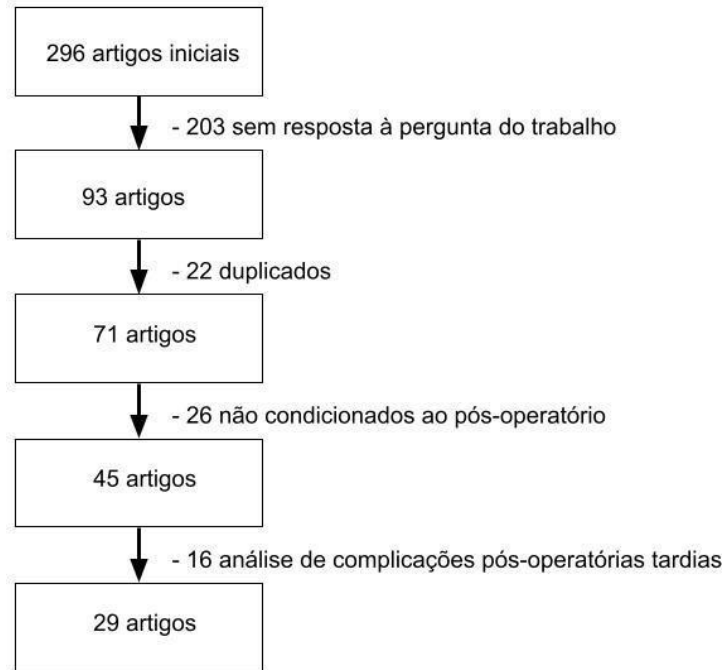 296 artigos iniciais
- 203 sem resposta à pergunta do trabalho
93 artigos
- 22 duplicados
71 artigos
- 26 não condicionados ao pós-operatório
45 artigos
- 16 análise de complicações pós-operatórias tardias
29 artigos